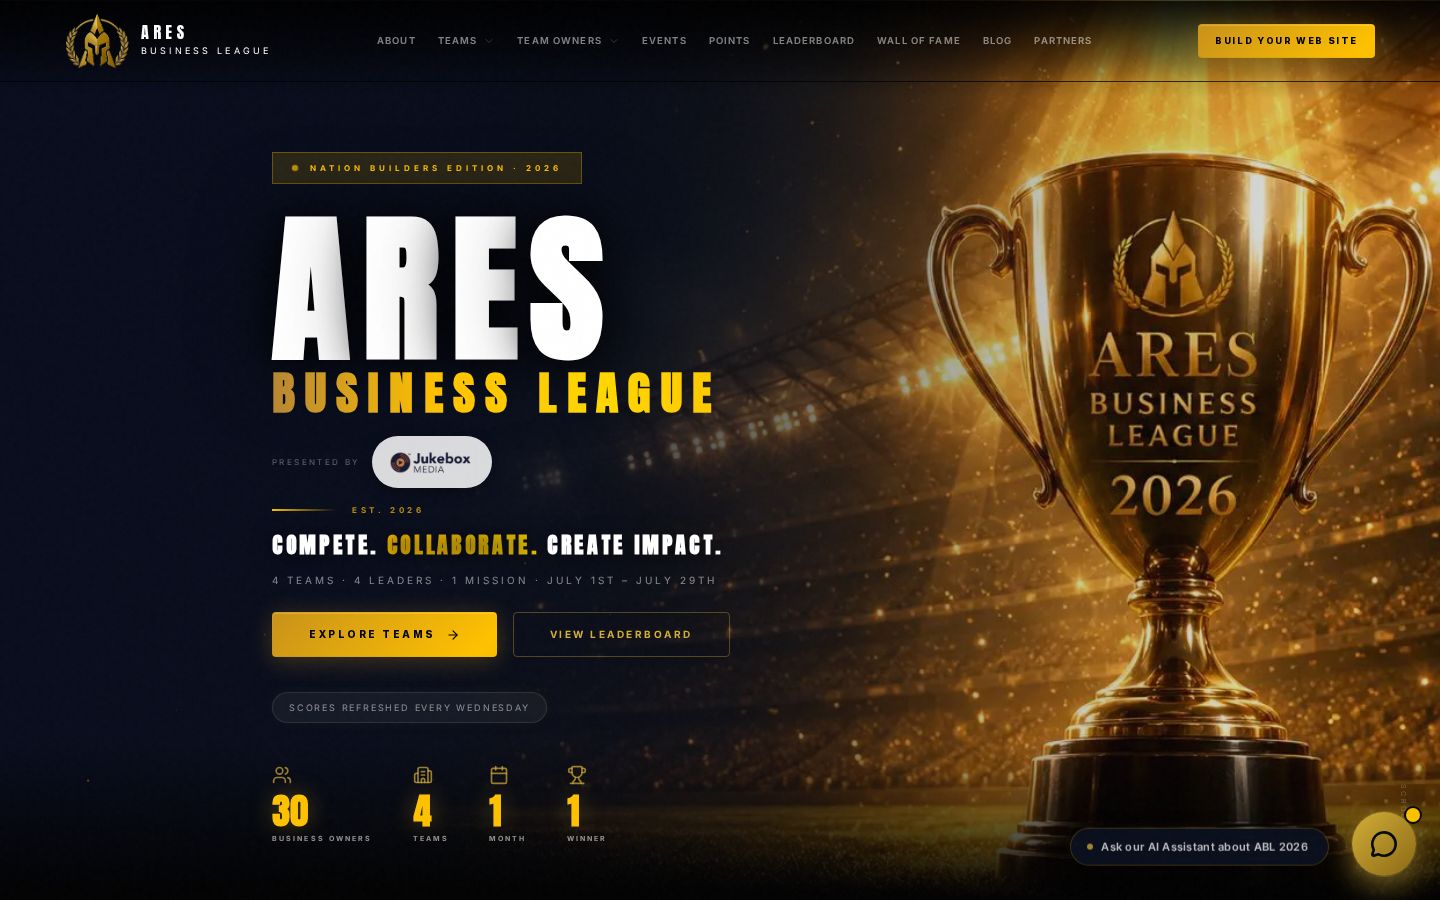 ARES
BUSINESS LEAGUE
ABOUT
TEAMS
TEAM OWNERS
EVENTS
POINTS
LEADERBOARD
WALL OF FAME
BLOG
PARTNERS
BUILD YOUR WEB SITE
NATION BUILDERS EDITION · 2026
ARES
BUSINESS LEAGUE
PRESENTED BY
Jukebox
MEDIA
EST. 2026
COMPETE. COLLABORATE. CREATE IMPACT.
4 TEAMS · 4 LEADERS · 1 MISSION · JULY 1ST – JULY 29TH
EXPLORE TEAMS
VIEW LEADERBOARD
SCORES REFRESHED EVERY WEDNESDAY
30
BUSINESS OWNERS
4
TEAMS
1
MONTH
1
WINNER
ARES
BUSINESS
LEAGUE
2026
Ask our AI Assistant about ABL 2026